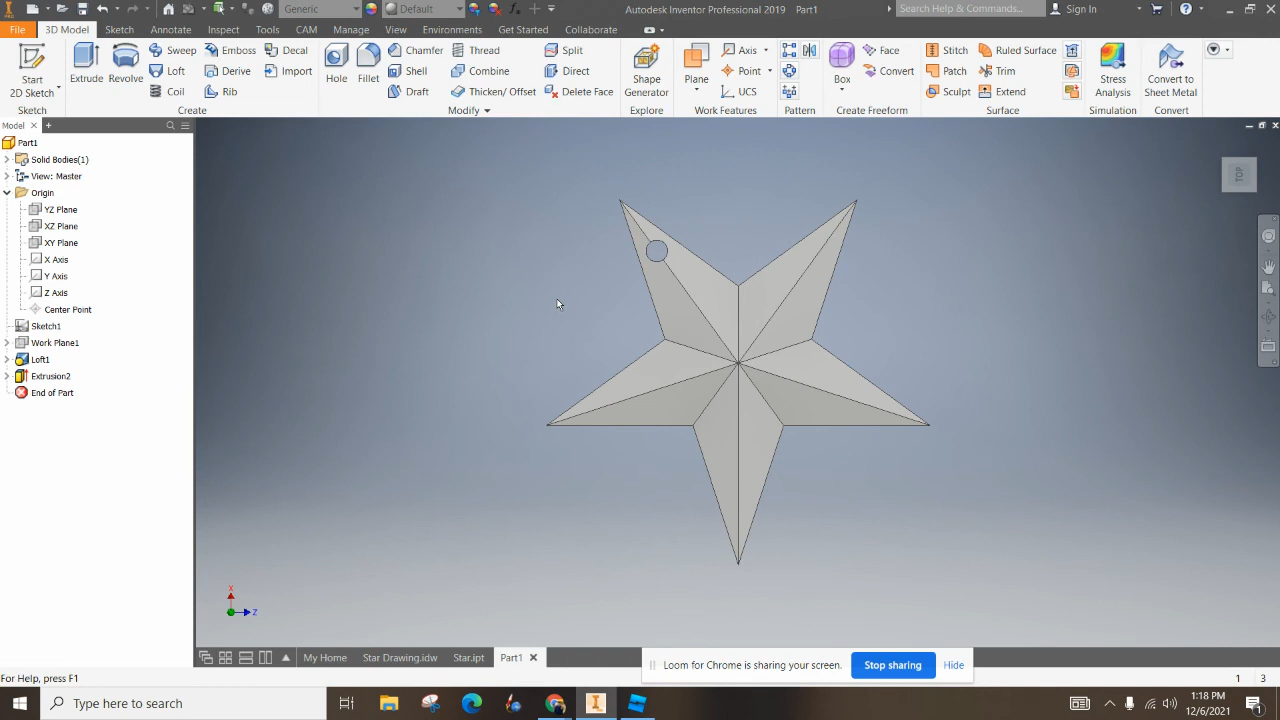 Generic
Default
Autodesk Inventor Professional 2019 Part1
Search Help & Commands...
Sign In
File 3D Model Sketch Annotate Inspect Tools CAM Manage View Environments Get Started Collaborate
Start 2D Sketch
Sketch
Extrude
Revolve
Sweep
Emboss
Decal
Loft
Derive
Import
Coil
Rib
Create
Hole
Fillet
Chamfer
Thread
Split
Shell
Combine
Direct
Draft
Thicken/ Offset
Delete Face
Modify
Shape Generator
Explore
Plane
Axis
Point
UCS
Work Features
Pattern
Box
Face
Convert
Create Freeform
Stitch
Ruled Surface
Patch
Trim
Sculpt
Extend
Surface
Stress Analysis
Simulation
Convert to Sheet Metal
Convert
Model
Part1
Solid Bodies(1)
View: Master
Origin
YZ Plane
XZ Plane
XY Plane
X Axis
Y Axis
Z Axis
Center Point
Sketch1
Work Plane1
Loft1
Extrusion2
End of Part
TOP
X
Z
My Home Star Drawing.idw Star.ipt Part1
Loom for Chrome is sharing your screen. Stop sharing Hide
For Help, press F1
1 3
Type here to search
1:18 PM
12/6/2021